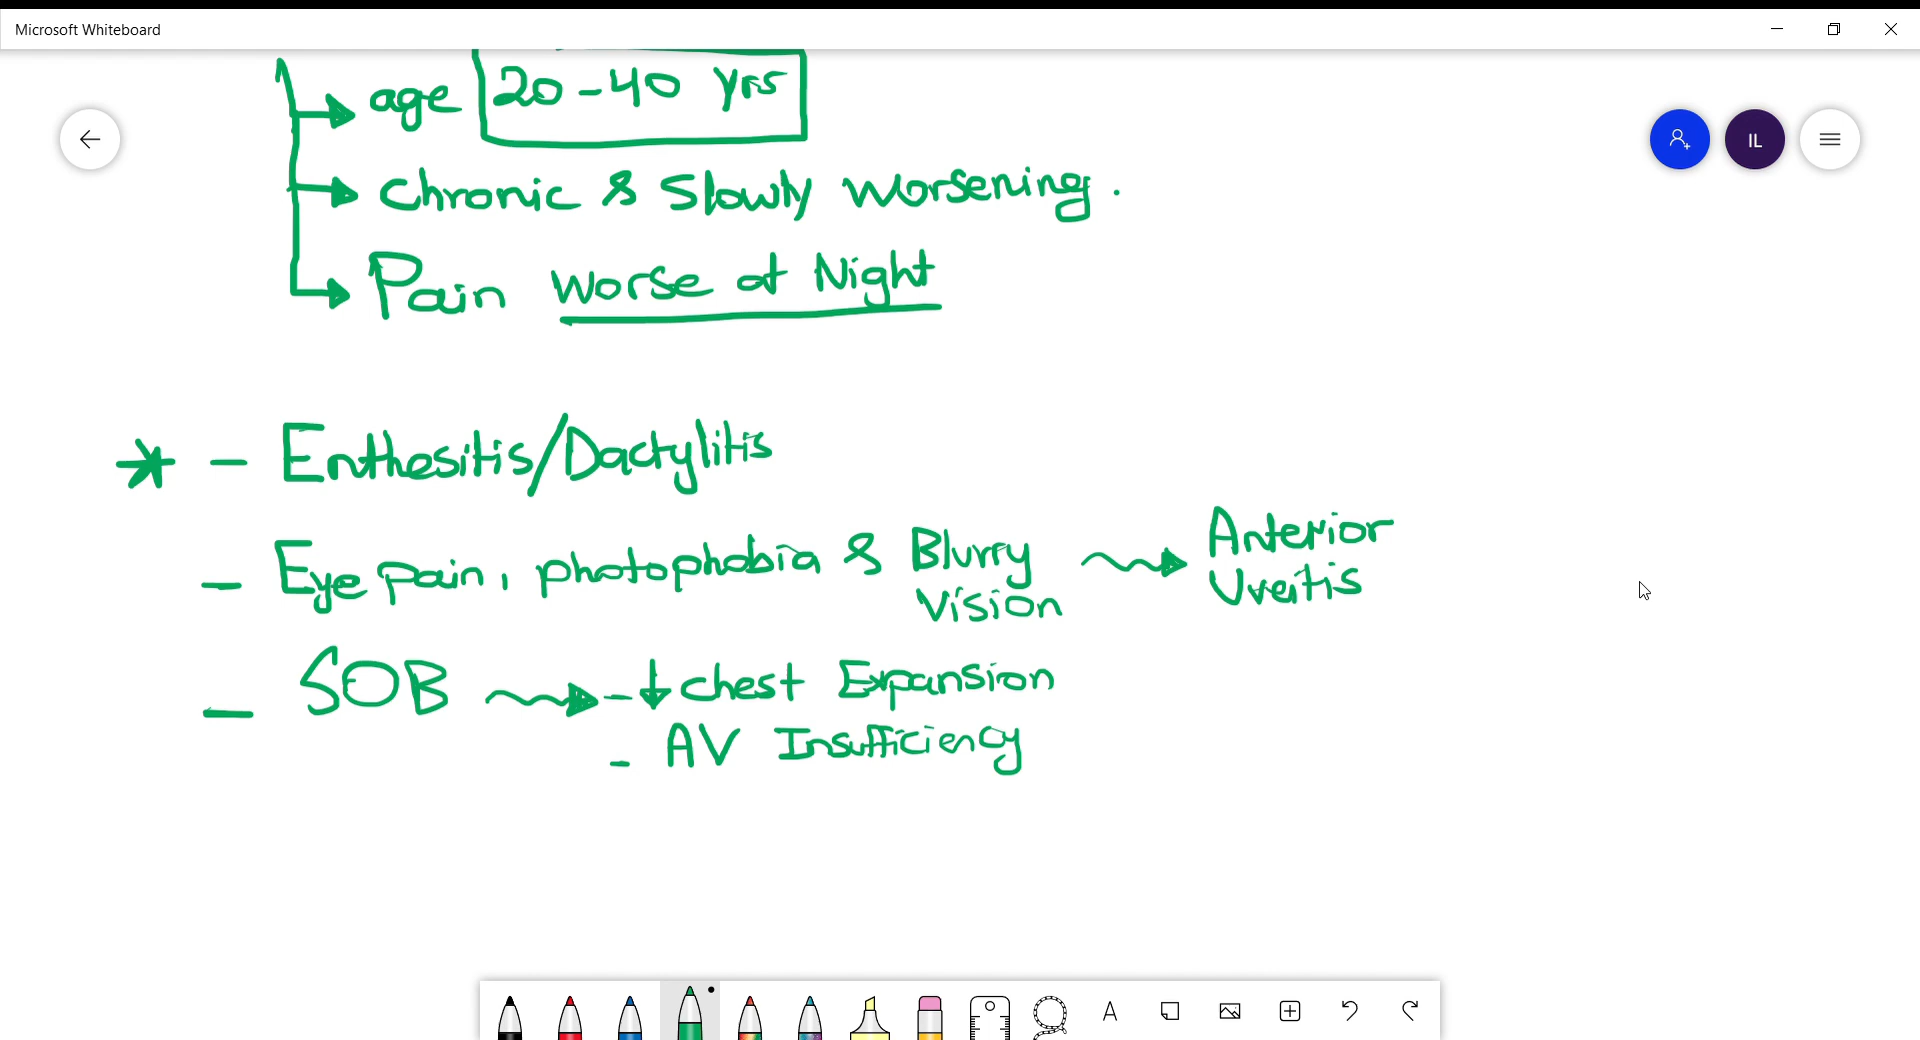 Microsoft Whiteboard
age 20-40 yrs
IL
Chronic & Slowly Worsening.
Pain Worse at Night
* - Enthesitis/Dactylitis
- Eye pain, photophobia & Blurry Vision → Anterior Uveitis
- SOB → - ↓ chest Expansion
- AV Insufficiency
A